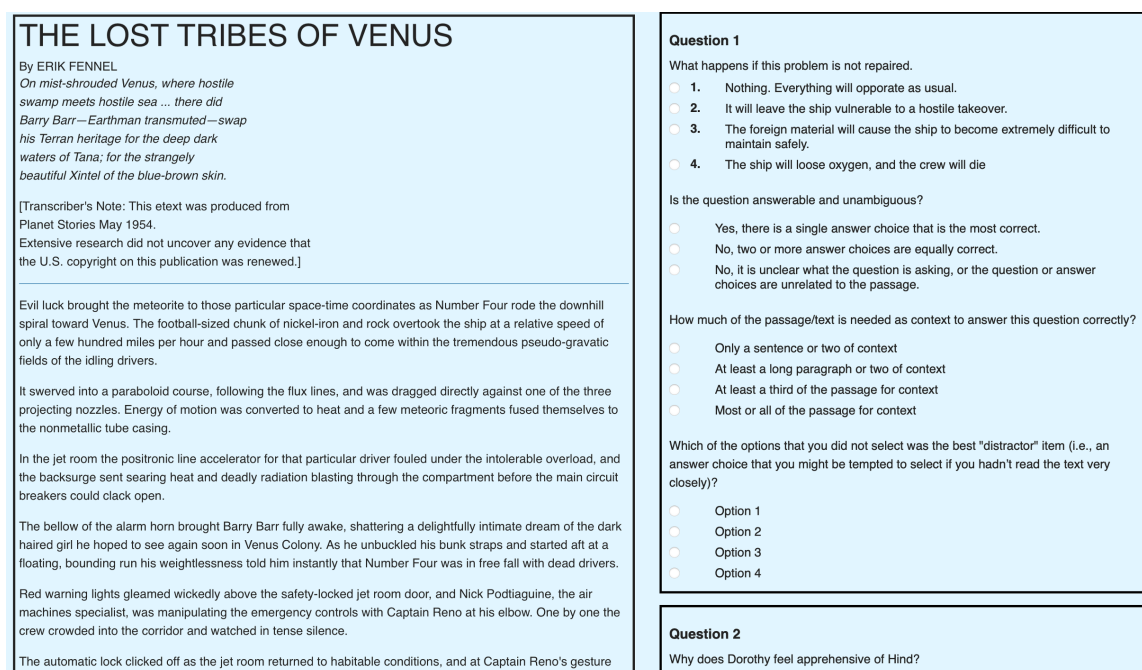 THE LOST TRIBES OF VENUS
By ERIK FENNEL
On mist-shrouded Venus, where hostile
swamp meets hostile sea ... there did
Barry Barr—Earthman transmuted—swap
his Terran heritage for the deep dark
waters of Tana; for the strangely
beautiful Xintel of the blue-brown skin.
[Transcriber's Note: This etext was produced from
Planet Stories May 1954.
Extensive research did not uncover any evidence that
the U.S. copyright on this publication was renewed.]
Evil luck brought the meteorite to those particular space-time coordinates as Number Four rode the downhill
spiral toward Venus. The football-sized chunk of nickel-iron and rock overtook the ship at a relative speed of
only a few hundred miles per hour and passed close enough to come within the tremendous pseudo-gravatic
fields of the idling drivers.
It swerved into a paraboloid course, following the flux lines, and was dragged directly against one of the three
projecting nozzles. Energy of motion was converted to heat and a few meteoric fragments fused themselves to
the nonmetallic tube casing.
In the jet room the positronic line accelerator for that particular driver fouled under the intolerable overload, and
the backsurge sent searing heat and deadly radiation blasting through the compartment before the main circuit
breakers could clack open.
The bellow of the alarm horn brought Barry Barr fully awake, shattering a delightfully intimate dream of the dark
haired girl he hoped to see again soon in Venus Colony. As he unbuckled his bunk straps and started aft at a
floating, bounding run his weightlessness told him instantly that Number Four was in free fall with dead drivers.
Red warning lights gleamed wickedly above the safety-locked jet room door, and Nick Podtiaguine, the air
machines specialist, was manipulating the emergency controls with Captain Reno at his elbow. One by one the
crew crowded into the corridor and watched in tense silence.
The automatic lock clicked off as the jet room returned to habitable conditions, and at Captain Reno's gesture
Question 1
What happens if this problem is not repaired.
1. Nothing. Everything will opporate as usual.
2. It will leave the ship vulnerable to a hostile takeover.
3. The foreign material will cause the ship to become extremely difficult to
maintain safely.
4. The ship will loose oxygen, and the crew will die
Is the question answerable and unambiguous?
Yes, there is a single answer choice that is the most correct.
No, two or more answer choices are equally correct.
No, it is unclear what the question is asking, or the question or answer
choices are unrelated to the passage.
How much of the passage/text is needed as context to answer this question correctly?
Only a sentence or two of context
At least a long paragraph or two of context
At least a third of the passage for context
Most or all of the passage for context
Which of the options that you did not select was the best "distractor" item (i.e., an
answer choice that you might be tempted to select if you hadn't read the text very
closely)?
Option 1
Option 2
Option 3
Option 4
Question 2
Why does Dorothy feel apprehensive of Hind?